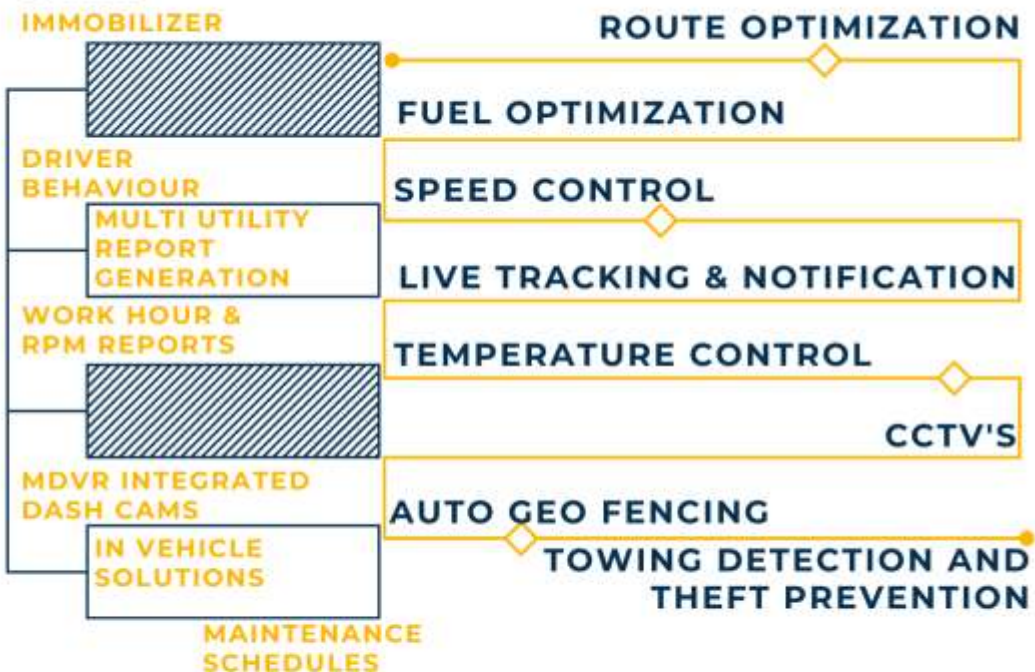 IMMOBILIZER
ROUTE OPTIMIZATION
FUEL OPTIMIZATION
DRIVER
BEHAVIOUR
SPEED CONTROL
MULTI UTILITY
REPORT
GENERATION
LIVE TRACKING & NOTIFICATION
WORK HOUR &
RPM REPORTS
TEMPERATURE CONTROL
CCTV'S
MDVR INTEGRATED
DASH CAMS
AUTO GEO FENCING
IN VEHICLE
SOLUTIONS
TOWING DETECTION AND
THEFT PREVENTION
MAINTENANCE
SCHEDULES